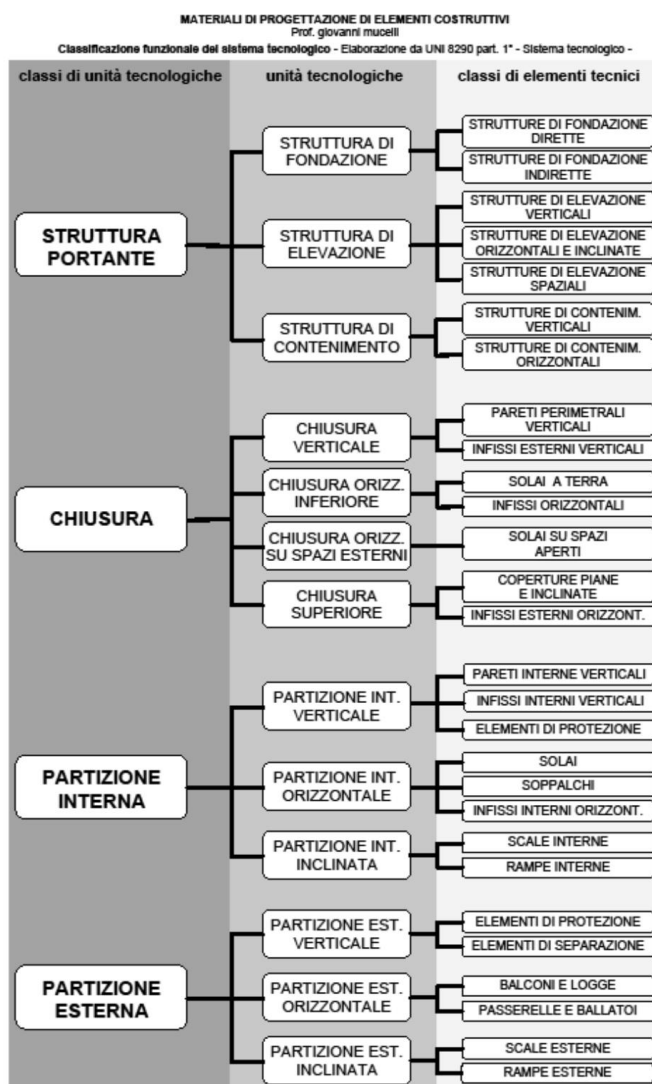 MATERIALI DI PROGETTAZIONE DI ELEMENTI COSTRUTTIVI
Prof. giovanni mucelli
Classificazione funzionale del sistema tecnologico - Elaborazione da UNI 8290 part. 1° - Sistema tecnologico -
classi di unità tecnologiche
unità tecnologiche
classi di elementi tecnici
STRUTTURA
PORTANTE
STRUTTURA DI
FONDAZIONE
STRUTTURE DI FONDAZIONE
DIRETTE
STRUTTURE DI FONDAZIONE
INDIRETTE
STRUTTURA DI
ELEVAZIONE
STRUTTURE DI ELEVAZIONE
VERTICALI
STRUTTURE DI ELEVAZIONE
ORIZZONTALI E INCLINATE
STRUTTURE DI ELEVAZIONE
SPAZIALI
STRUTTURA DI
CONTENIMENTO
STRUTTURE DI CONTENIM.
VERTICALI
STRUTTURE DI CONTENIM.
ORIZZONTALI
CHIUSURA
CHIUSURA
VERTICALE
PARETI PERIMETRALI
VERTICALI
INFISSI ESTERNI VERTICALI
CHIUSURA ORIZZ.
INFERIORE
SOLAI A TERRA
INFISSI ORIZZONTALI
CHIUSURA ORIZZ.
SU SPAZI ESTERNI
SOLAI SU SPAZI
APERTI
CHIUSURA
SUPERIORE
COPERTURE PIANE
E INCLINATE
INFISSI ESTERNI ORIZZONT.
PARTIZIONE
INTERNA
PARTIZIONE INT.
VERTICALE
PARETI INTERNE VERTICALI
INFISSI INTERNI VERTICALI
ELEMENTI DI PROTEZIONE
PARTIZIONE INT.
ORIZZONTALE
SOLAI
SOPPALCHI
INFISSI INTERNI ORIZZONT.
PARTIZIONE INT.
INCLINATA
SCALE INTERNE
RAMPE INTERNE
PARTIZIONE
ESTERNA
PARTIZIONE EST.
VERTICALE
ELEMENTI DI PROTEZIONE
ELEMENTI DI SEPARAZIONE
PARTIZIONE EST.
ORIZZONTALE
BALCONI E LOGGE
PASSERELLE E BALLATOI
PARTIZIONE EST.
INCLINATA
SCALE ESTERNE
RAMPE ESTERNE